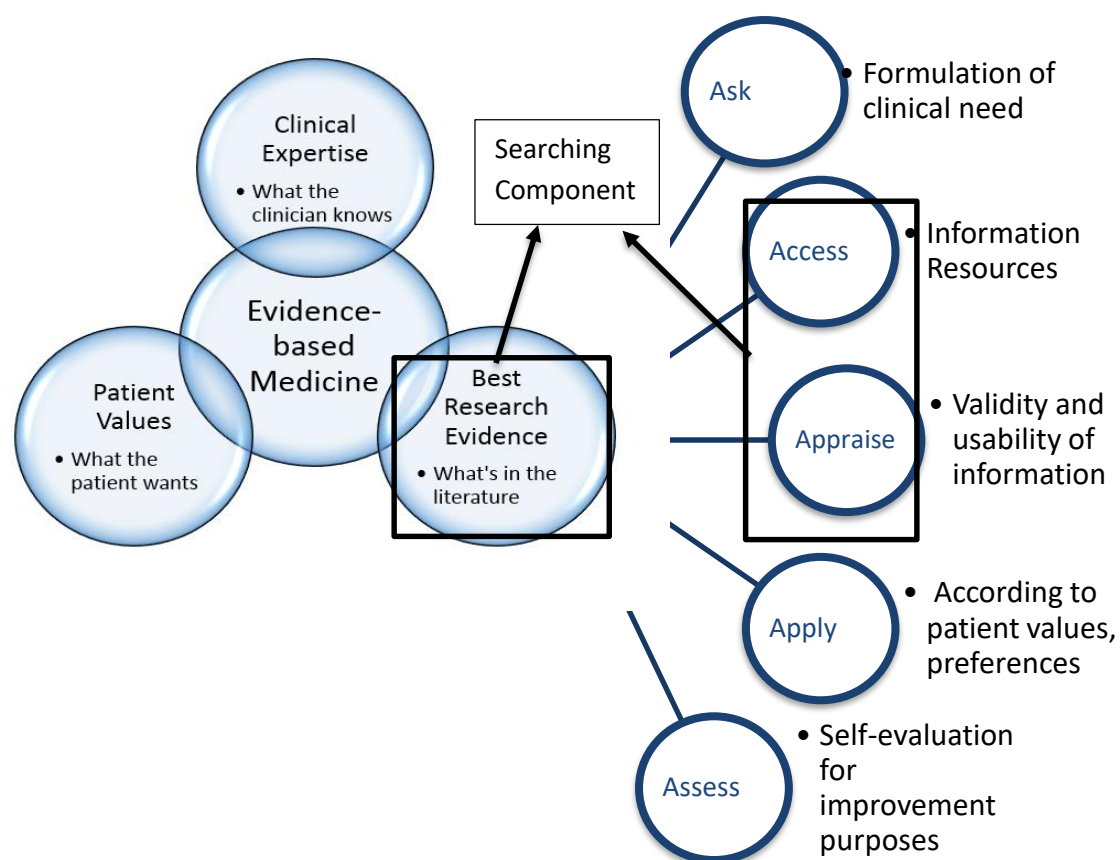 Clinical
Expertise
• What the
clinician knows
Evidence-
based
Medicine
Patient
Values
• What the
patient wants
Best
Research
Evidence
• What's in the
literature
Searching
Component
Ask
• Formulation of
clinical need
Access
• Information
Resources
Appraise
• Validity and
usability of
information
Apply
• According to
patient values,
preferences
Assess
• Self-evaluation
for
improvement
purposes